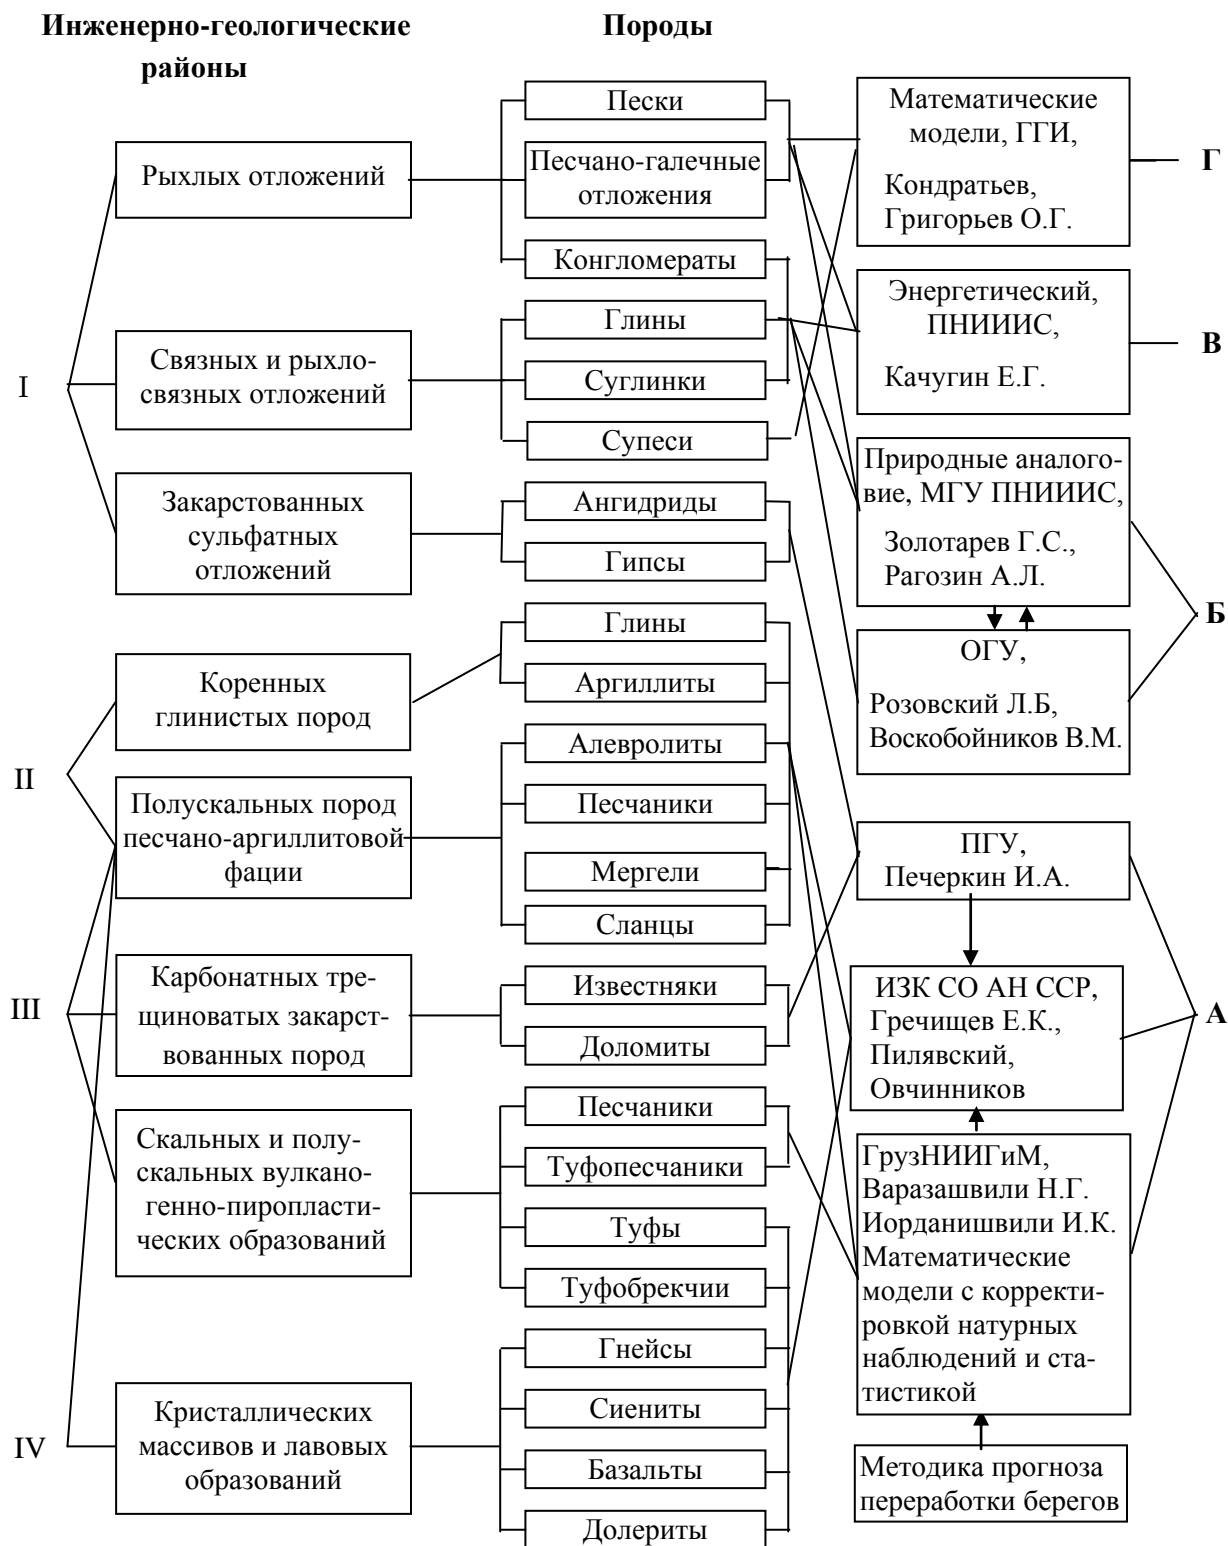 Инженерно-геологические
районы
Породы
I
II
III
IV
Рыхлых отложений
Связных и рыхло-
связных отложений
Закарстованных
сульфатных
отложений
Коренных
глинистых пород
Полускальных пород
песчано-аргиллитовой
фации
Карбонатных тре-
щиноватых закарст-
вованных пород
Скальных и полу-
скальных вулкано-
генно-пиропласти-
ческих образований
Кристаллических
массивов и лавовых
образований
Пески
Песчано-галечные
отложения
Конгломераты
Глины
Суглинки
Супеси
Ангидриды
Гипсы
Глины
Аргиллиты
Алевролиты
Песчаники
Мергели
Сланцы
Известняки
Доломиты
Песчаники
Туфопесчаники
Туфы
Туфобрекчии
Гнейсы
Сиениты
Базальты
Долериты
Математические
модели, ГГИ,
Кондратьев,
Григорьев О.Г.
Энергетический,
ПНИИИС,
Качугин Е.Г.
Природные аналого-
вие, МГУ ПНИИИС,
Золотарев Г.С.,
Рагозин А.Л.
ОГУ,
Розовский Л.Б,
Воскобойников В.М.
ПГУ,
Печеркин И.А.
ИЗК СО АН ССР,
Гречищев Е.К.,
Пилявский,
Овчинников
ГрузНИИГиМ,
Варазашвили Н.Г.
Иорданишвили И.К.
Математические
модели с корректи-
ровкой натурных
наблюдений и ста-
тистикой
Методика прогноза
переработки берегов
Г
В
Б
А